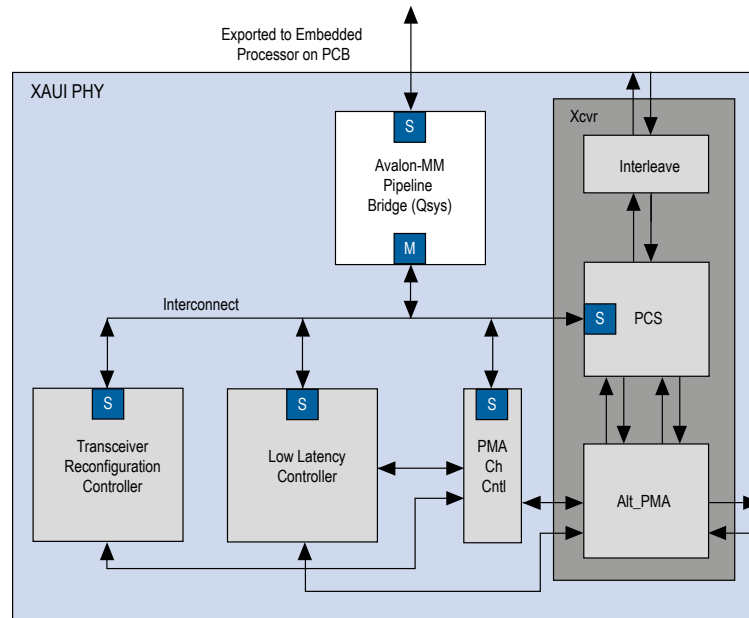 Exported to Embedded
Processor on PCB
XAUI PHY
Xcvr
S
Avalon-MM
Pipeline
Bridge (Qsys)
M
Interleave
Interconnect
S
PCS
S
Transceiver
Reconfiguration
Controller
S
Low Latency
Controller
S
PMA
Ch
Cntl
Alt_PMA